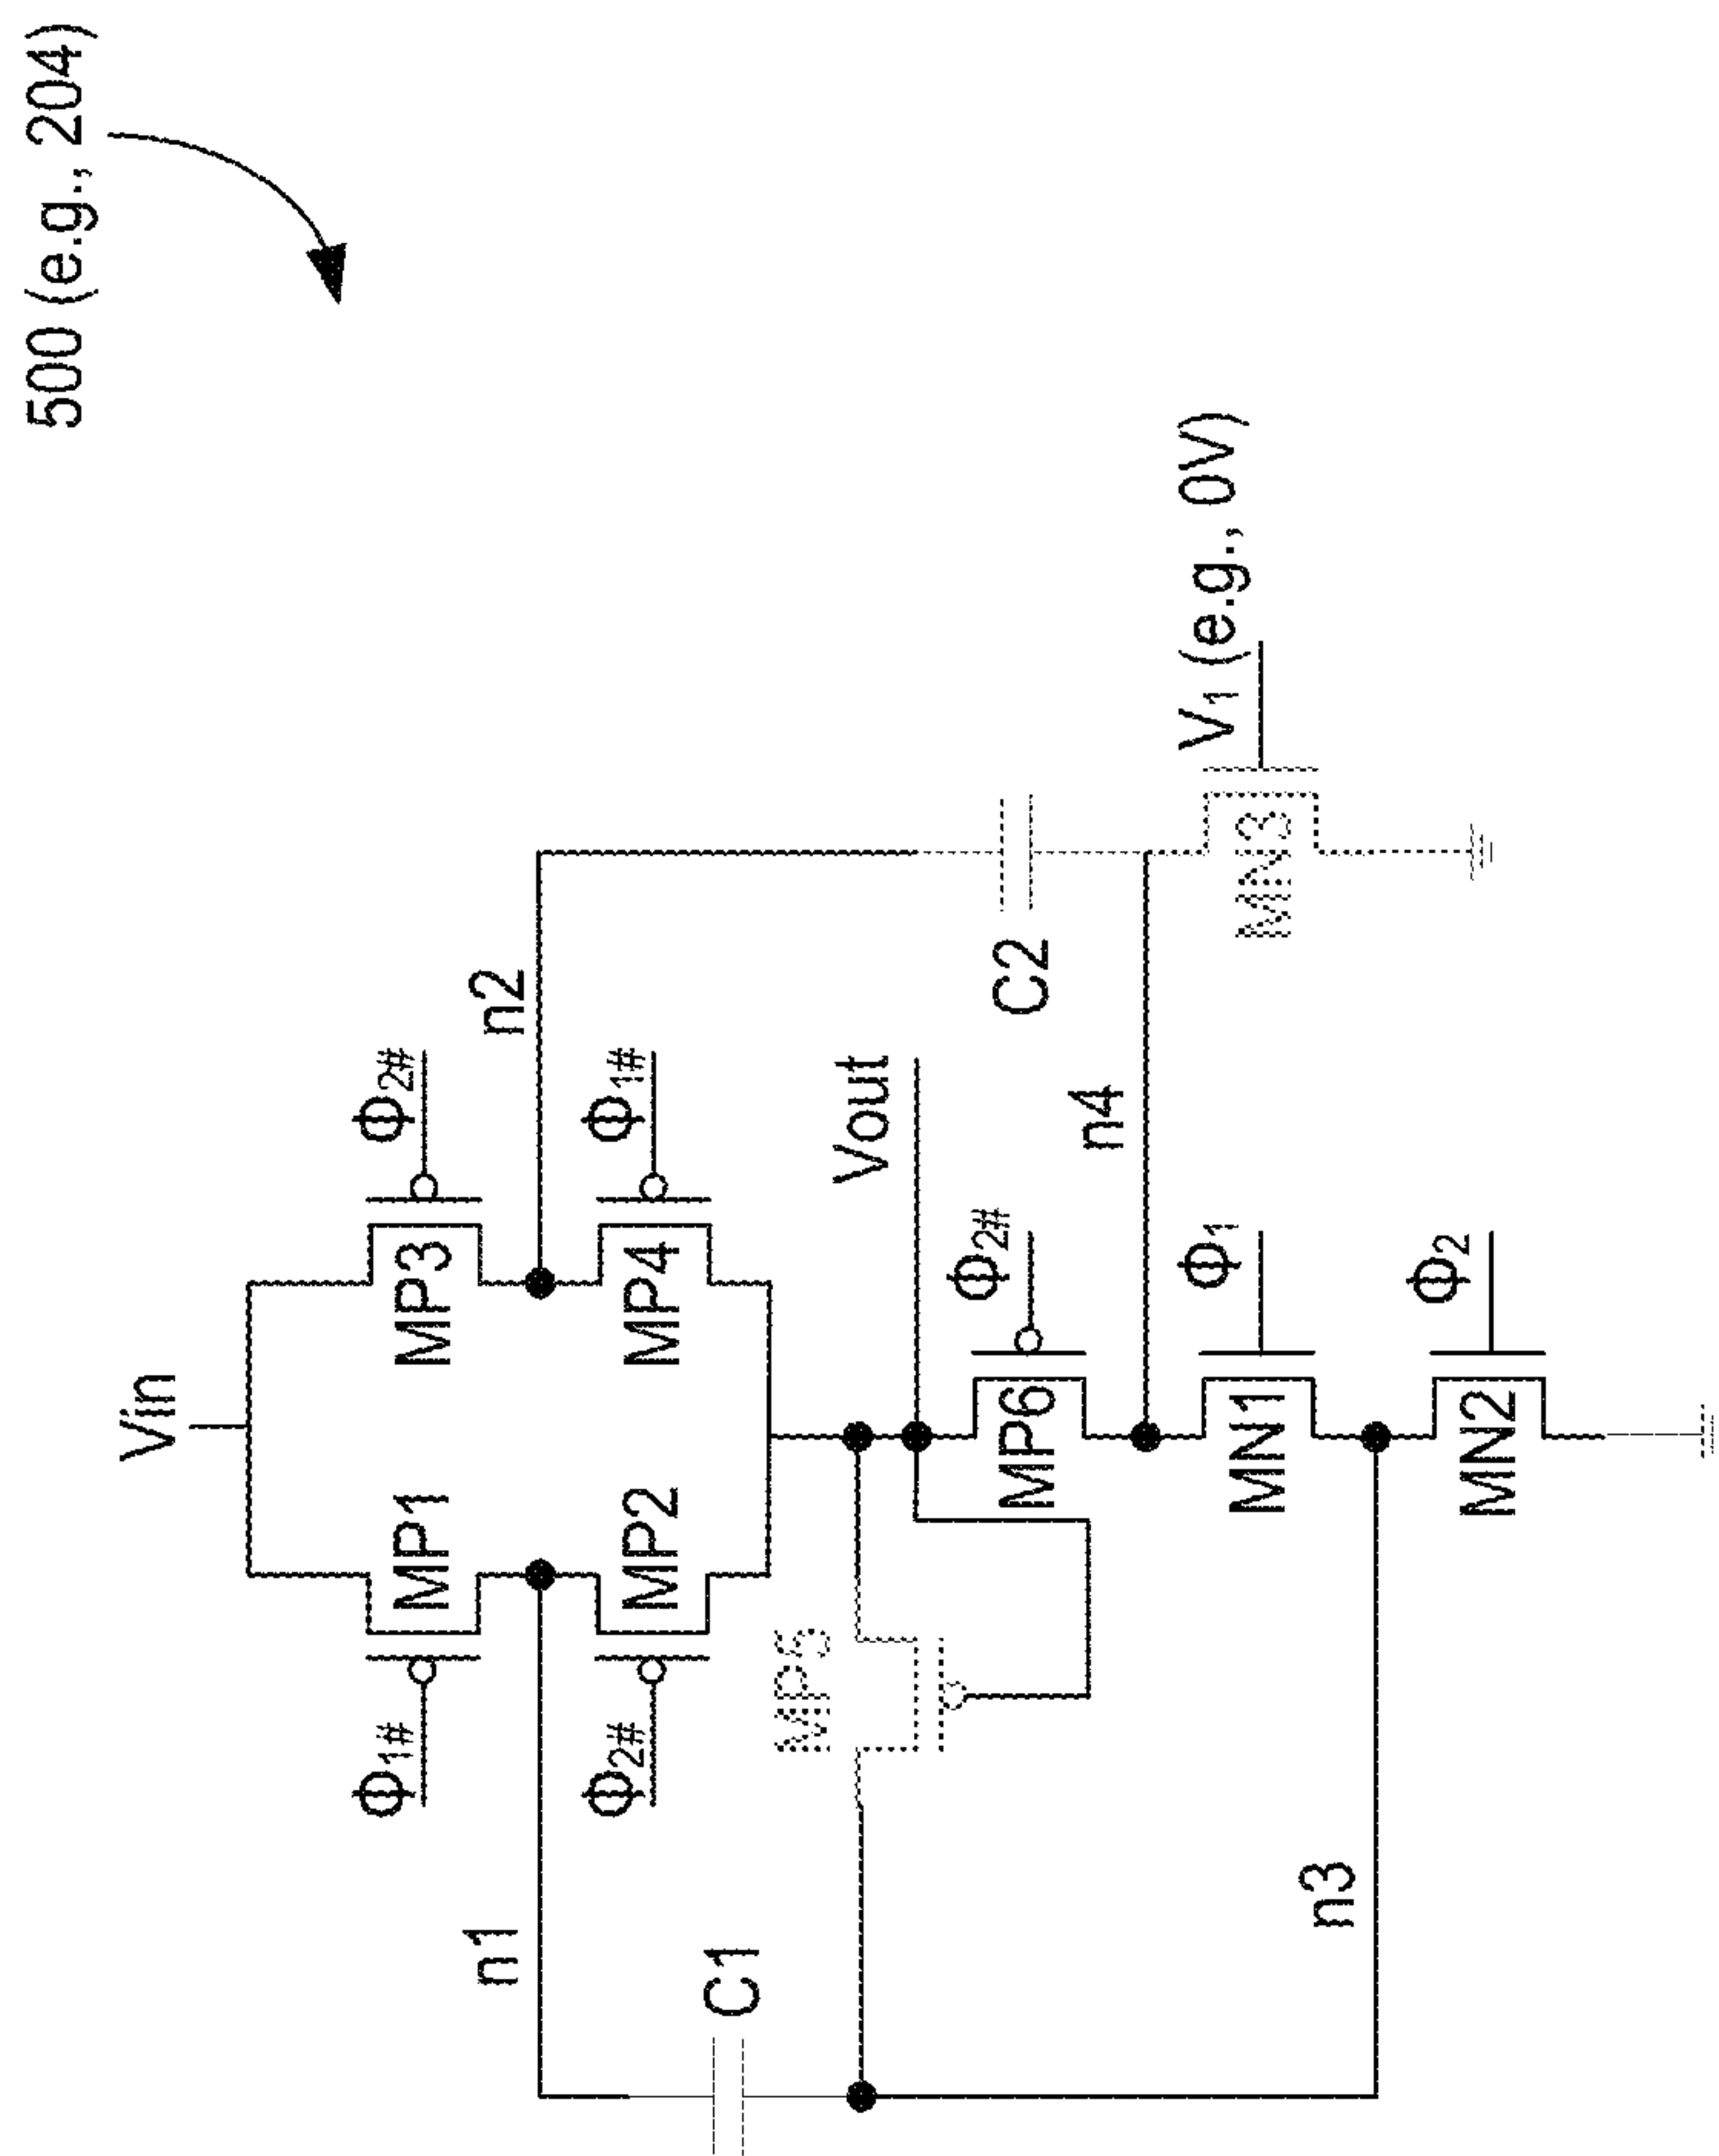 500 (e.g., 204)
Vin
Φ1#
MP1
MP3
Φ2#
n1
n2
Φ2#
MP2
MP4
Φ1#
C1
MP5
Vout
MP6
Φ2#
C2
n4
MN1
Φ1
V1 (e.g., 0V)
MN3
n3
MN2
Φ2